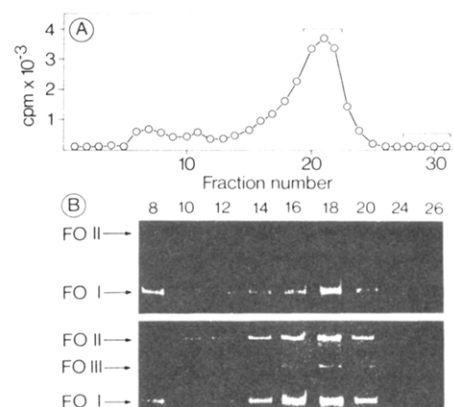 A
cpm x 10-3
4
3
2
1
10 20 30
Fraction number
B
8 10 12 14 16 18 20 24 26
FO II
FO I
FO II
FO III
FO I